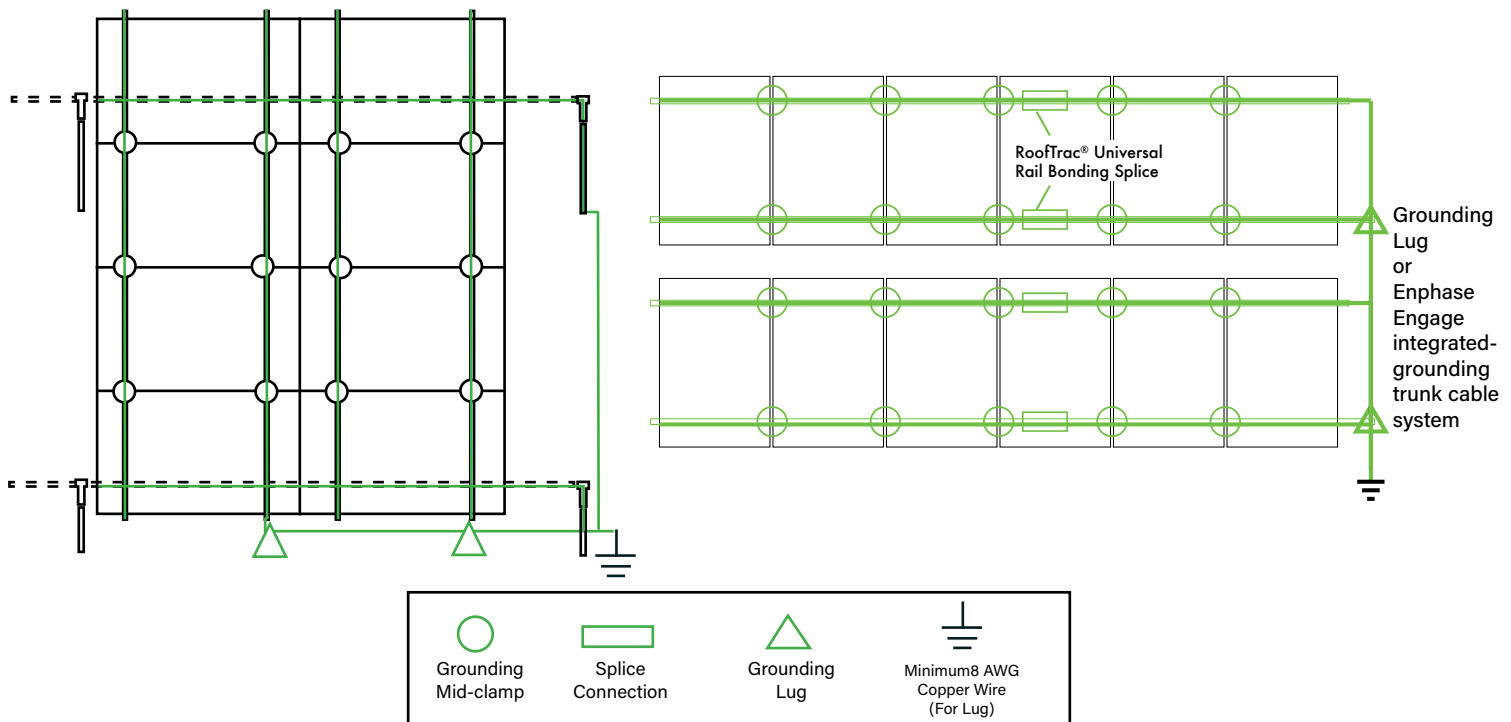 RoofTrac® Universal
Rail Bonding Splice
Grounding
Lug
or
Enphase
Engage
integrated-
grounding
trunk cable
system
Grounding
Mid-clamp
Splice
Connection
Grounding
Lug
Minimum8 AWG
Copper Wire
(For Lug)